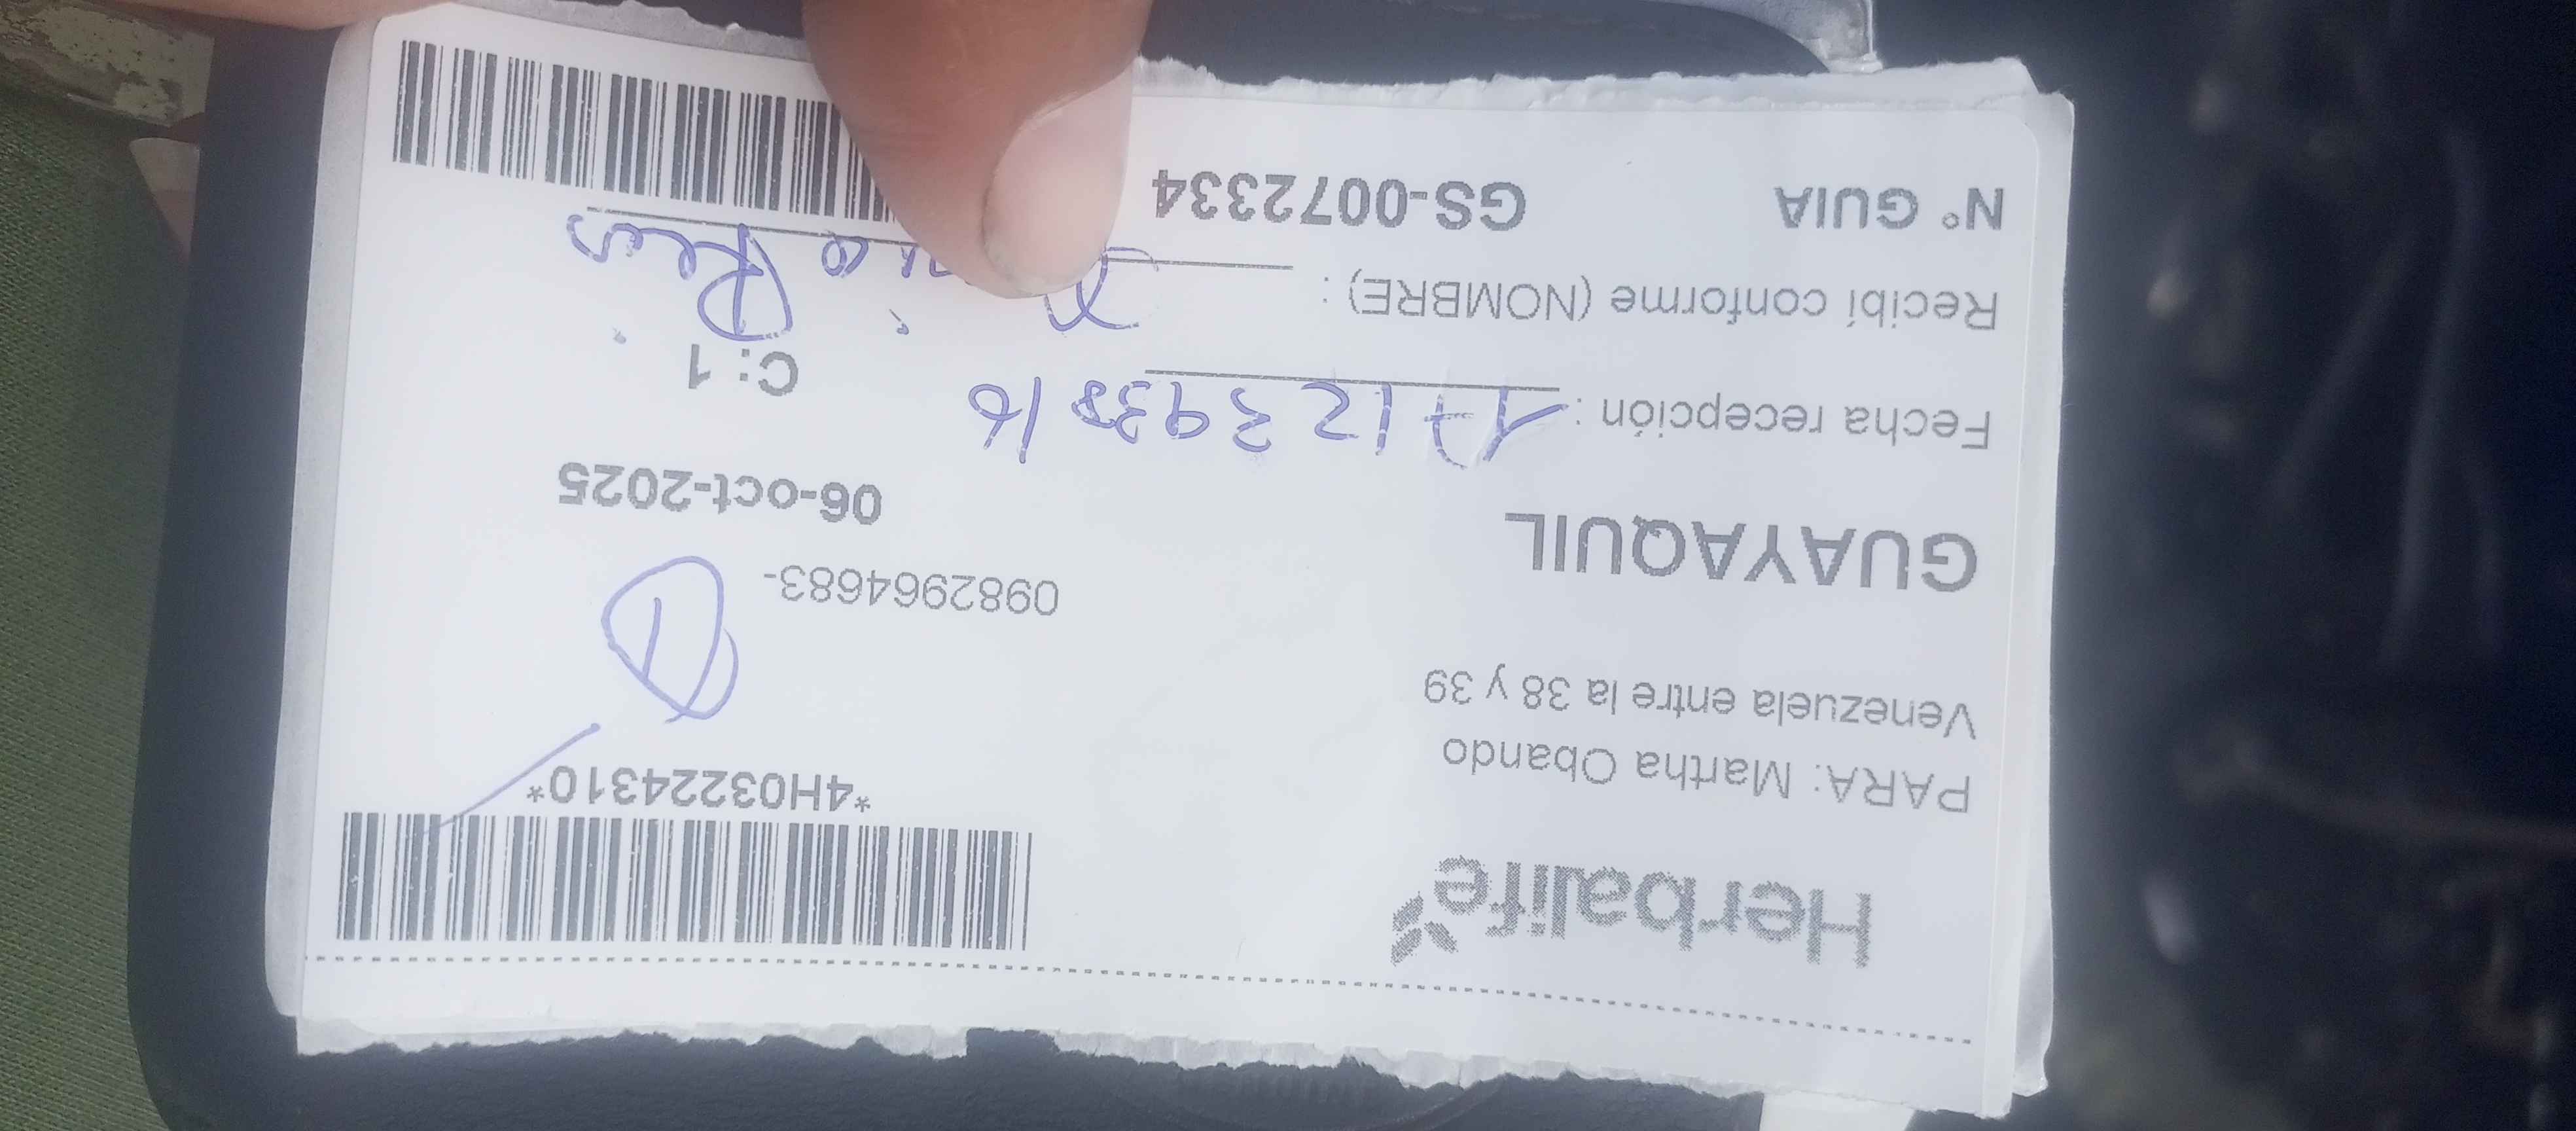 Herbalife
*4H03224310*
PARA: Martha Obando
Venezuela entre la 38 y 39
0982964683-
GUAYAQUIL
06-oct-2025
Fecha recepción :
C: 1
Recibí conforme (NOMBRE) :
N° GUIA GS-0072334